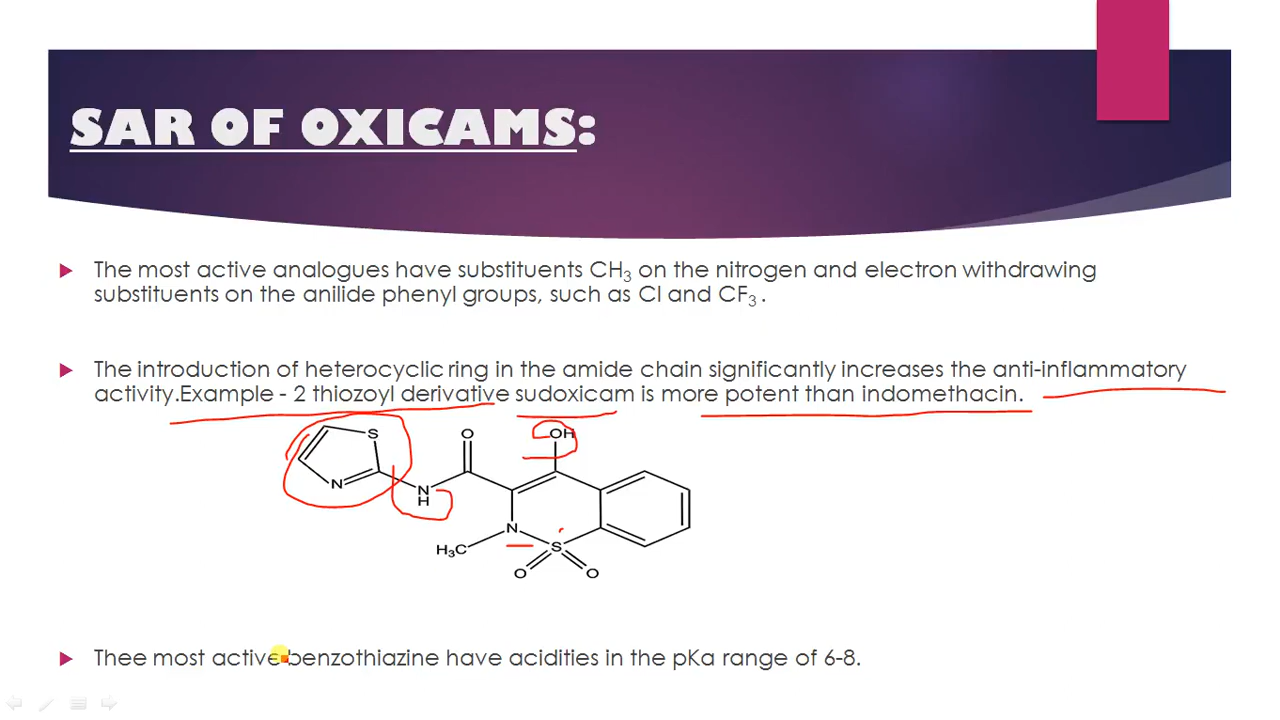 SAR OF OXICAMS:
The most active analogues have substituents CH₃ on the nitrogen and electron withdrawing
substituents on the anilide phenyl groups, such as Cl and CF₃ .
The introduction of heterocyclic ring in the amide chain significantly increases the anti-inflammatory
activity.Example - 2 thiozoyl derivative sudoxicam is more potent than indomethacin.
S
O
OH
N
N
H
N
H₃C
S
O
O
Thee most active benzothiazine have acidities in the pKa range of 6-8.